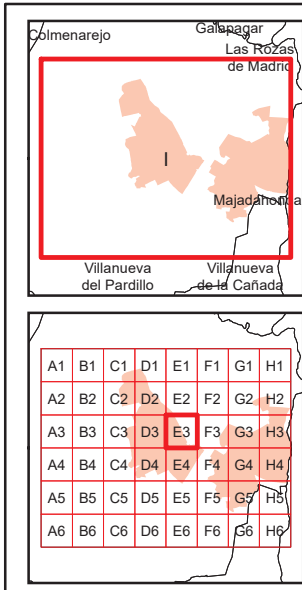 Colmenarejo
Galapagar
Las Rozas
de Madrid
I
Majadahonda
Villanueva
del Pardillo
Villanueva
de la Cañada
A1 B1 C1 D1 E1 F1 G1 H1
A2 B2 C2 D2 E2 F2 G2 H2
A3 B3 C3 D3 E3 F3 G3 H3
A4 B4 C4 D4 E4 F4 G4 H4
A5 B5 C5 D5 E5 F5 G5 H5
A6 B6 C6 D6 E6 F6 G6 H6